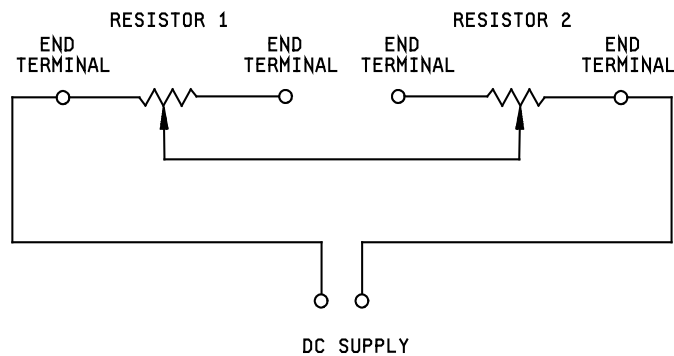 RESISTOR 1
RESISTOR 2
END
TERMINAL
END
TERMINAL
END
TERMINAL
END
TERMINAL
DC SUPPLY